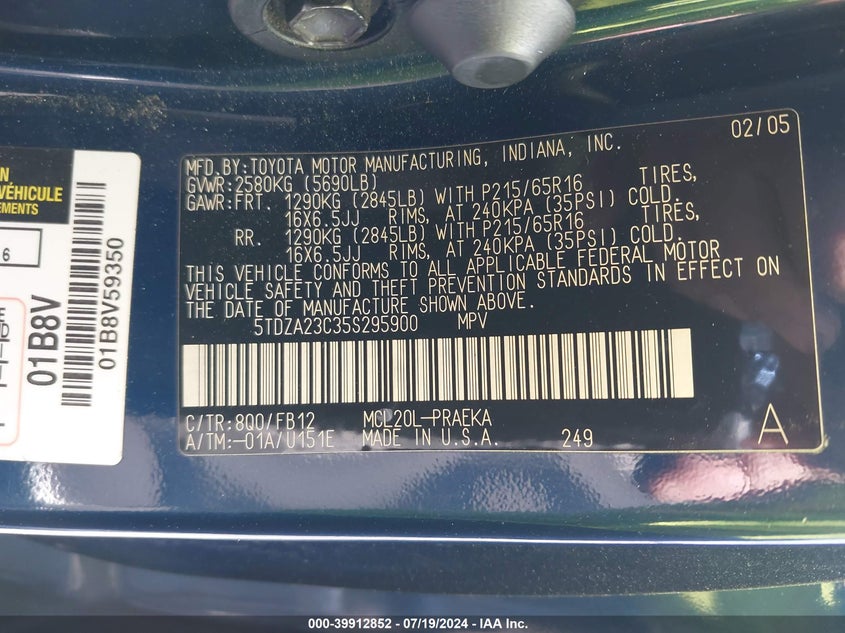 02/05
MFD.BY:TOYOTA MOTOR MANUFACTURING, INDIANA, INC.
GVWR:2580KG (5690LB)
GAWR:FRT. 1290KG (2845LB) WITH P215/65R16 TIRES,
16X6.5JJ RIMS, AT 240KPA (35PSI) COLD.
RR. 1290KG (2845LB) WITH P215/65R16 TIRES,
16X6.5JJ RIMS, AT 240KPA (35PSI) COLD.
THIS VEHICLE CONFORMS TO ALL APPLICABLE FEDERAL MOTOR
VEHICLE SAFETY AND THEFT PREVENTION STANDARDS IN EFFECT ON
THE DATE OF MANUFACTURE SHOWN ABOVE.
5TDZA23C35S295900 MPV
C/TR:8Q0/FB12 MCL20L-PRAEKA
A/TM:-01A/U151E MADE IN U.S.A. 249 A
VÉHICULE
6
01B8V
01B8V59350
000-39912852 - 07/19/2024 - IAA Inc.